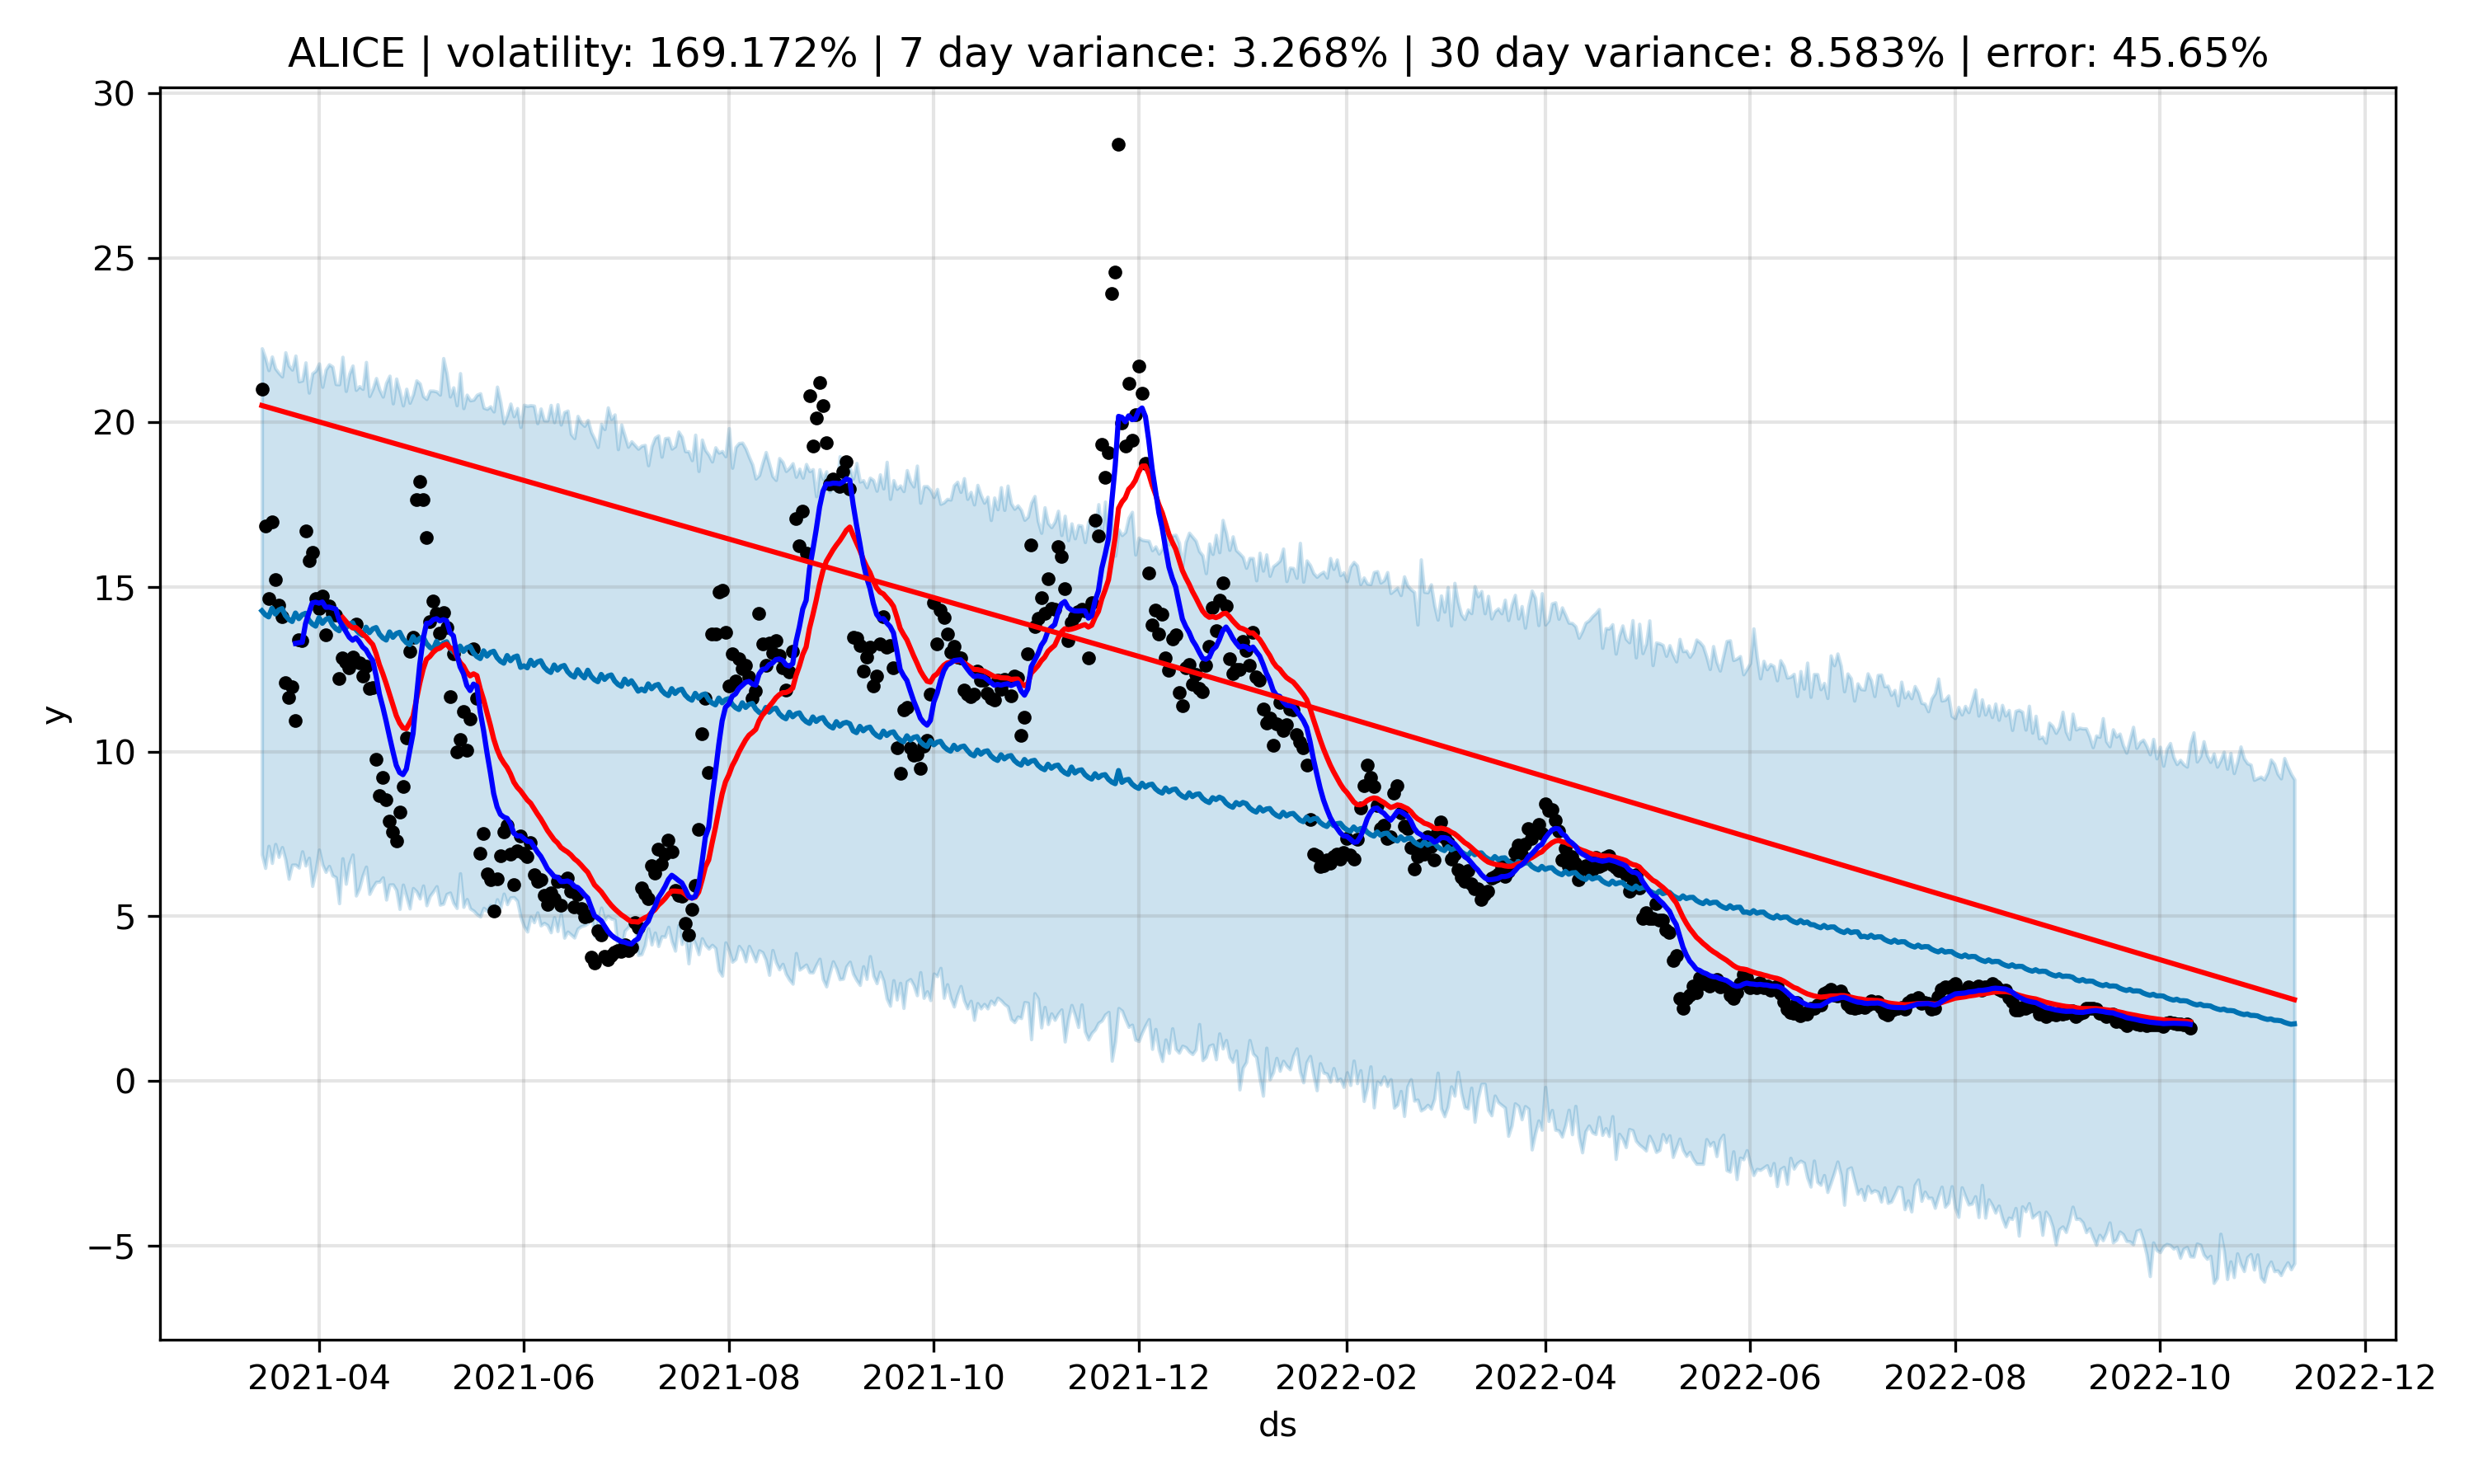 ALICE | volatility: 169.172% | 7 day variance: 3.268% | 30 day variance: 8.583% | error: 45.65%
30
25
20
15
10
5
0
−5
y
2021-04 2021-06 2021-08 2021-10 2021-12 2022-02 2022-04 2022-06 2022-08 2022-10 2022-12
ds